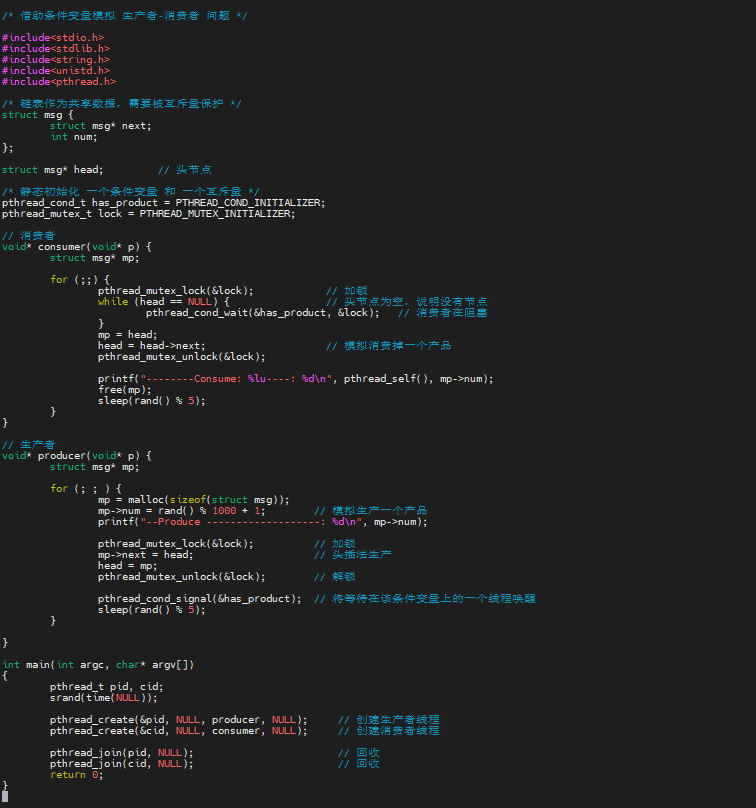 /* 借助条件变量模拟 生产者-消费者 问题 */
#include<stdio.h>
#include<stdlib.h>
#include<string.h>
#include<unistd.h>
#include<pthread.h>
/* 链表作为共享数据，需要被互斥量保护 */
struct msg {
        struct msg* next;
        int num;
};
struct msg* head;         // 头节点
/* 静态初始化 一个条件变量 和 一个互斥量 */
pthread_cond_t has_product = PTHREAD_COND_INITIALIZER;
pthread_mutex_t lock = PTHREAD_MUTEX_INITIALIZER;
// 消费者
void* consumer(void* p) {
        struct msg* mp;
        for (;;) {
                pthread_mutex_lock(&lock);            // 加锁
                while (head == NULL) {                // 头节点为空，说明没有节点
                        pthread_cond_wait(&has_product, &lock);   // 消费者在阻塞
                }
                mp = head;
                head = head->next;                    // 模拟消费掉一个产品
                pthread_mutex_unlock(&lock);
                printf("--------Consume: %lu----: %d\n", pthread_self(), mp->num);
                free(mp);
                sleep(rand() % 5);
        }
}
// 生产者
void* producer(void* p) {
        struct msg* mp;
        for (; ; ) {
                mp = malloc(sizeof(struct msg));
                mp->num = rand() % 1000 + 1;        // 模拟生产一个产品
                printf("--Produce -------------------: %d\n", mp->num);
                pthread_mutex_lock(&lock);          // 加锁
                mp->next = head;                    // 头插法生产
                head = mp;
                pthread_mutex_unlock(&lock);        // 解锁
                pthread_cond_signal(&has_product);  // 将等待在该条件变量上的一个线程唤醒
                sleep(rand() % 5);
        }
}
int main(int argc, char* argv[])
{
        pthread_t pid, cid;
        srand(time(NULL));
        pthread_create(&pid, NULL, producer, NULL);     // 创建生产者线程
        pthread_create(&cid, NULL, consumer, NULL);     // 创建消费者线程
        pthread_join(pid, NULL);                        // 回收
        pthread_join(cid, NULL);                        // 回收
        return 0;
}